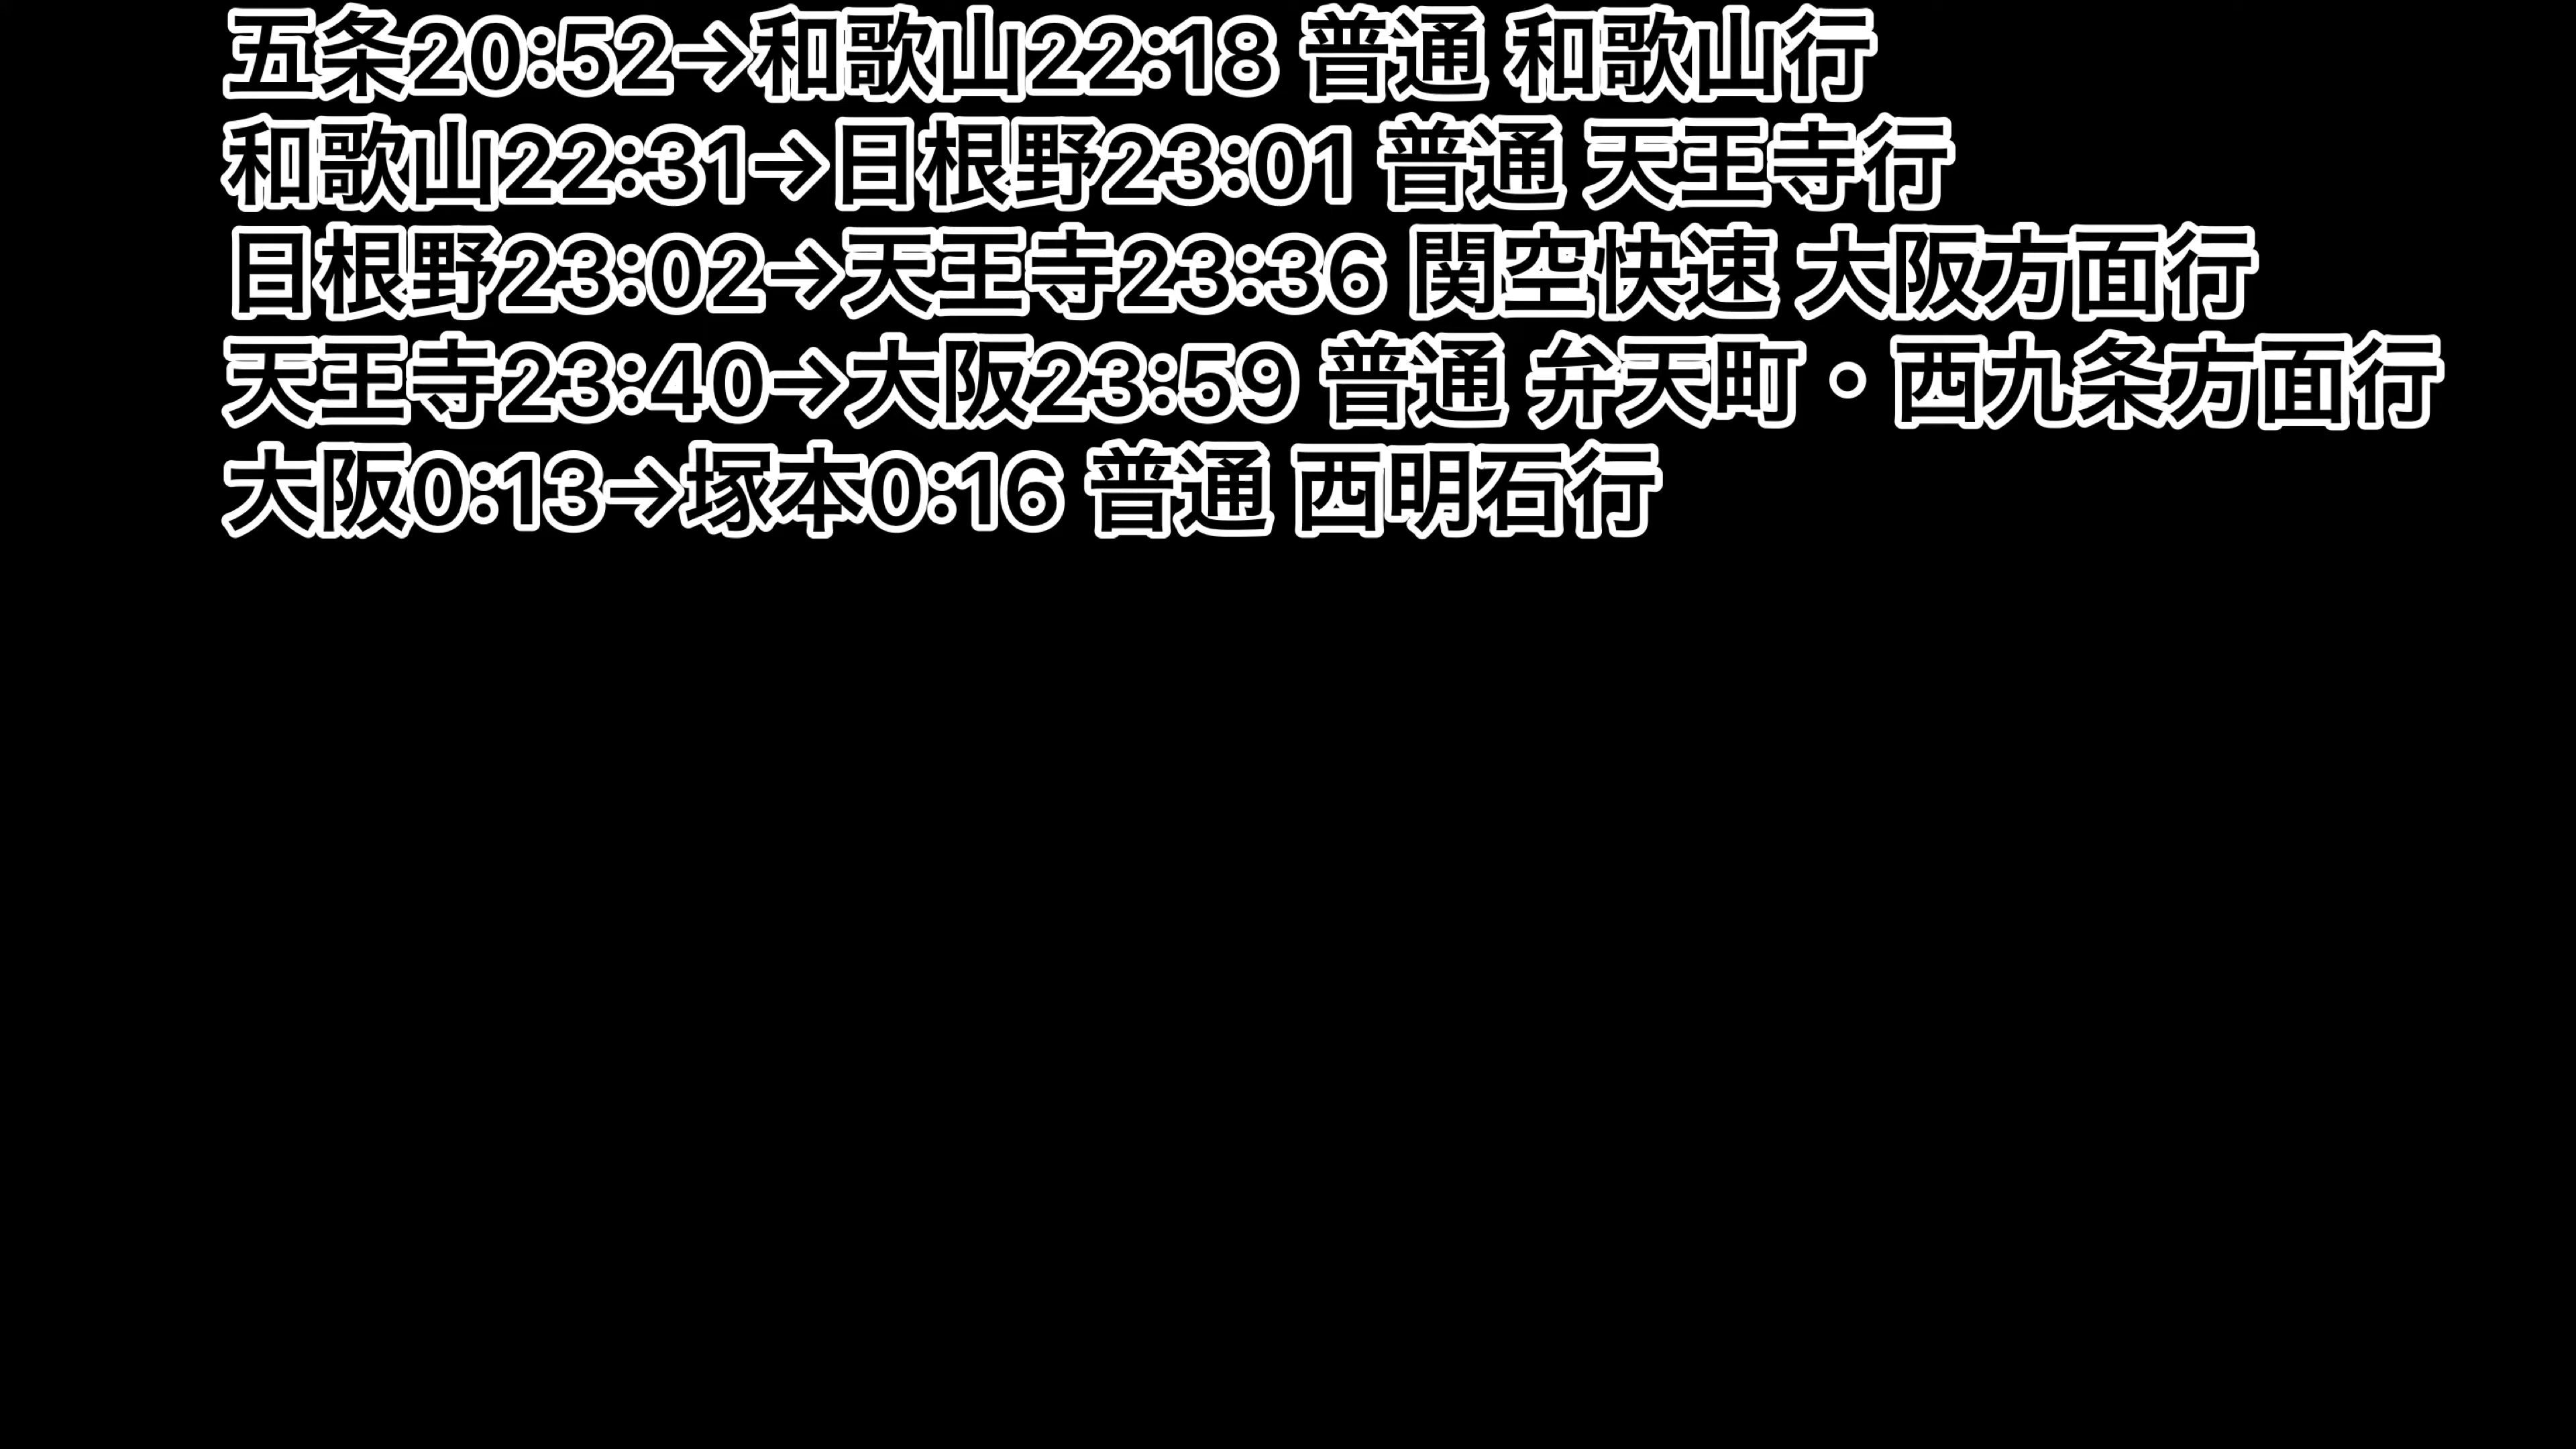 五条20:52→和歌山22:18 普通 和歌山行
和歌山22:31→日根野23:01 普通 天王寺行
日根野23:02→天王寺23:36 関空快速 大阪方面行
天王寺23:40→大阪23:59 普通 弁天町・西九条方面行
大阪0:13→塚本0:16 普通 西明石行